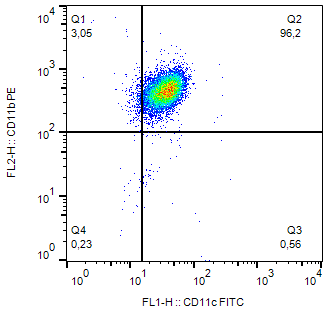 10^4
Q1
3,05
Q2
96,2
10^3
10^2
10^1
Q4
0,23
Q3
0,56
10^0
10^0 10^1 10^2 10^3 10^4
FL2-H :: CD11b PE
FL1-H :: CD11c FITC